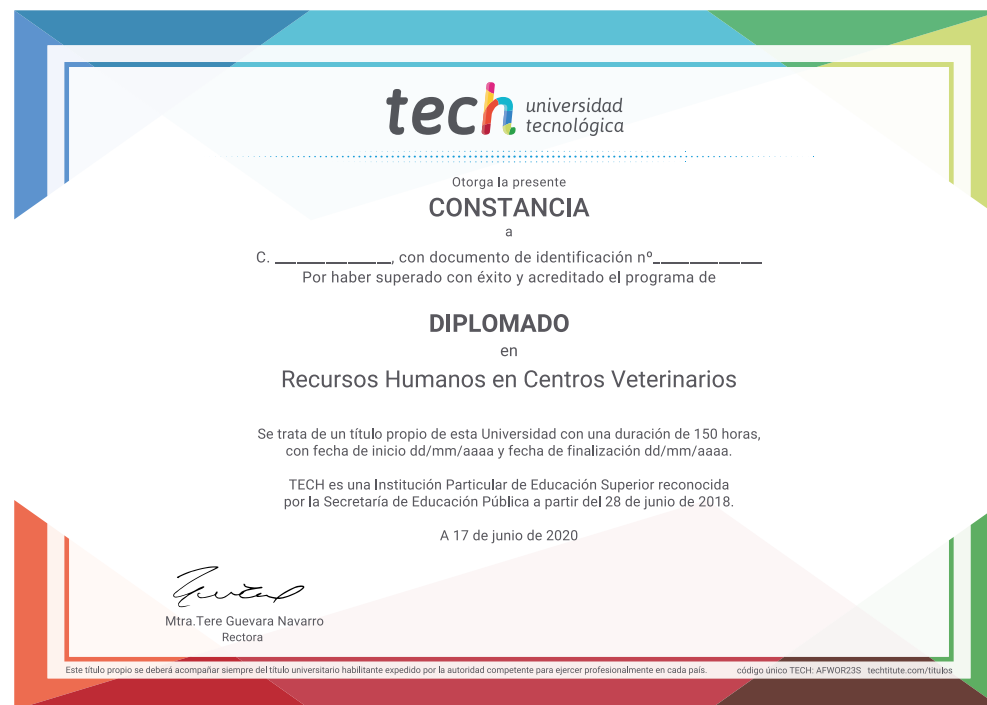 tech universidad
tecnológica
Otorga la presente
CONSTANCIA
a
C. ________________, con documento de identificación nº_______________
Por haber superado con éxito y acreditado el programa de
DIPLOMADO
en
Recursos Humanos en Centros Veterinarios
Se trata de un título propio de esta Universidad con una duración de 150 horas,
con fecha de inicio dd/mm/aaaa y fecha de finalización dd/mm/aaaa.
TECH es una Institución Particular de Educación Superior reconocida
por la Secretaría de Educación Pública a partir del 28 de junio de 2018.
A 17 de junio de 2020
Mtra.Tere Guevara Navarro
Rectora
Este título propio se deberá acompañar siempre del título universitario habilitante expedido por la autoridad competente para ejercer profesionalmente en cada país. código único TECH: AFWOR23S techtitute.com/titulos